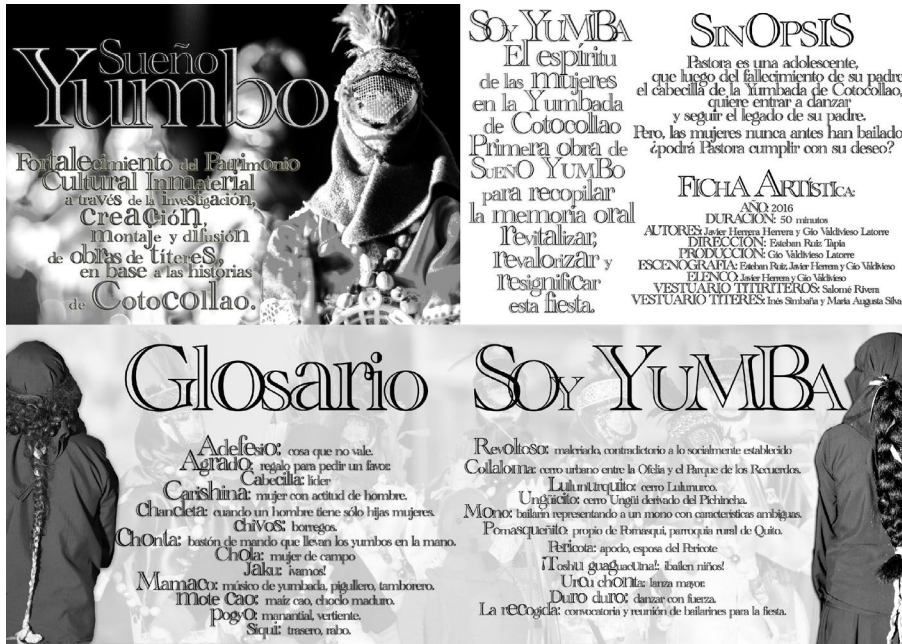 Sueño
Yumbo
Fortalecimiento del Patrimonio
Cultural Inmaterial
a través de la investigación,
creación,
montaje y difusión
de obras de títeres,
en base a las historias
de Cotocollao.
Soy Yumba
El espíritu
de las mujeres
en la Yumbada
de Cotocollao
Primera obra de
Sueño Yumbo
para recopilar
la memoria oral
revitalizar,
revalorizar y
resignificar
esta fiesta.
Sinopsis
Pastora es una adolescente,
que luego del fallecimiento de su padre
el cabecilla de la Yumbada de Cotocollao,
quiere entrar a danzar
y seguir el legado de su padre.
Pero, las mujeres nunca antes han bailado
¿podrá Pastora cumplir con su deseo?
Ficha Artística:
AÑO: 2016
DURACIÓN: 50 minutos
AUTORES: Javier Herrera Herrera y Gio Valdivieso Latorre
DIRECCIÓN: Esteban Ruiz Tapia
PRODUCCIÓN: Gio Valdivieso Latorre
ESCENOGRAFÍA: Esteban Ruiz, Javier Herrera y Gio Valdivieso
ELENCO: Javier Herrera y Gio Valdivieso
VESTUARIO TITIRITEROS: Salomé Rivera
VESTUARIO TÍTERES: Inés Simbaña y María Augusta Silva
Glosario
Adefesio: cosa que no vale.
Agrado: regalo para pedir un favor.
Cabecilla: líder
Carishina: mujer con actitud de hombre.
Chancleta: cuando un hombre tiene sólo hijas mujeres.
Chivos: borregos.
Chonta: bastón de mando que llevan los yumbos en la mano.
Chola: mujer de campo
Jaku: ¡vamos!
Mamaco: músico de yumbada, pigullero, tamborero.
Mote cao: maíz cao, choclo maduro.
Pogyo: manantial, vertiente.
Siqui: trasero, rabo.
Soy Yumba
Revoltoso: malcriado, contradictorio a lo socialmente establecido
Collaloma: cerro urbano entre la Ofelia y el Parque de los Recuerdos.
Lulunurquito: cerro Lulunurco.
Ungüicito: cerro Ungüi derivado del Pichincha.
Mono: bailarín representando a un mono con características ambiguas.
Pomasqueñito: propio de Pomasqui, parroquia rural de Quito.
Pericota: apodo, esposa del Pericote
¡Toshu guaguacuna!: ¡bailen niños!
Urcu chonta: lanza mayor.
Duro duro: danzar con fuerza.
La recogida: convocatoria y reunión de bailarines para la fiesta.